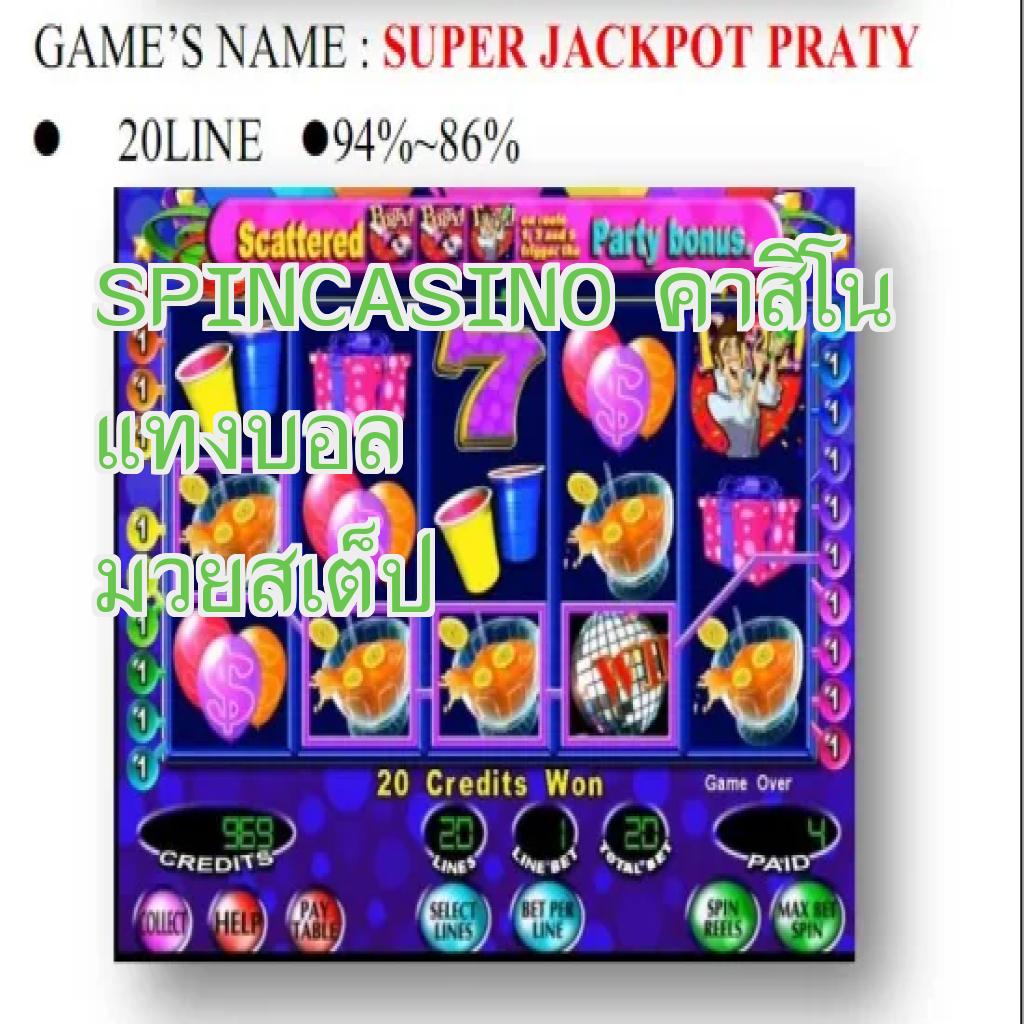 GAME’S NAME : SUPER JACKPOT PRATY
● 20LINE ●94%~86%
Scattered Party bonus.
SPINCASINO คาสิโน
แทงบอล
มวยสเต็ป
20 Credits Won
Game Over
969 20 1 20 4
CREDITS LINES LINE BET TOTAL BET PAID
COLLECT HELP PAY TABLE SELECT LINES BET PER LINE SPIN REELS MAX BET SPIN